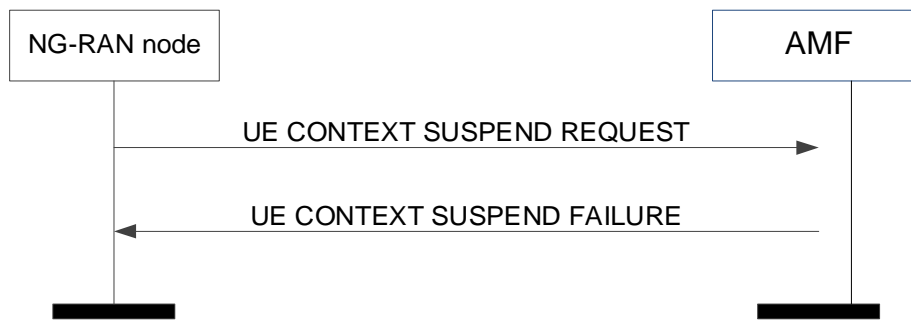 NG-RAN node
AMF
UE CONTEXT SUSPEND REQUEST
UE CONTEXT SUSPEND FAILURE